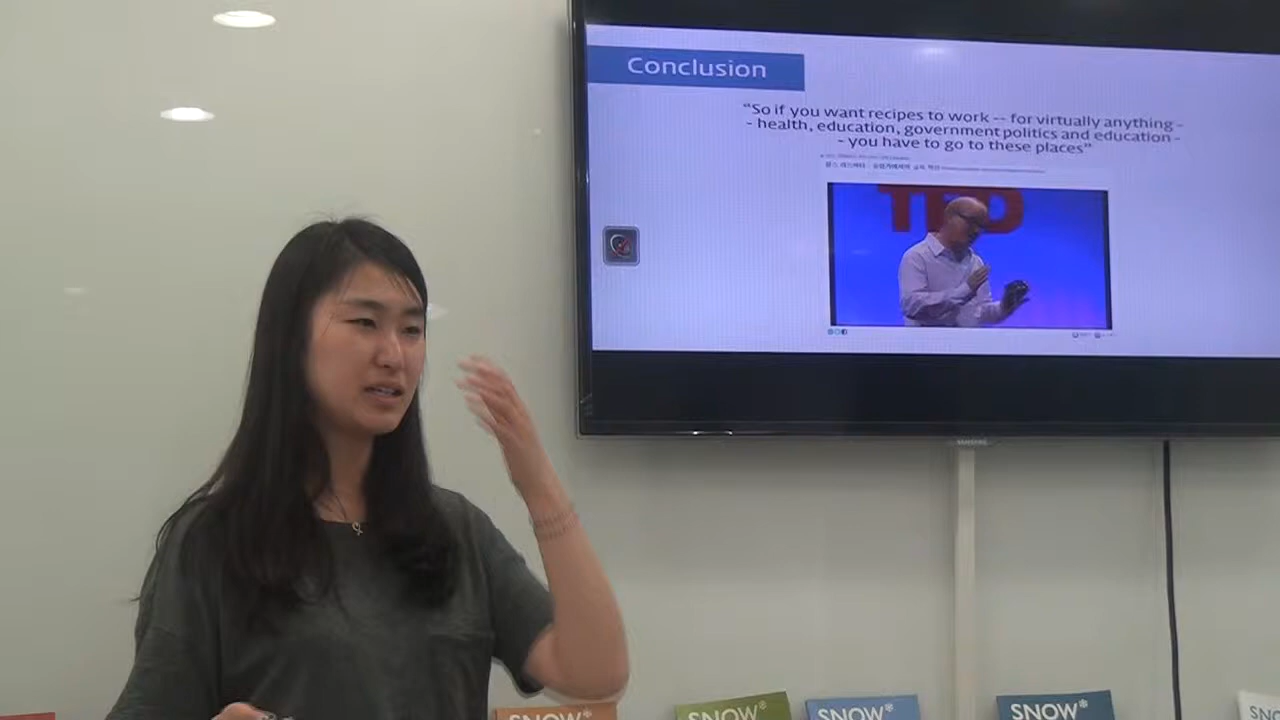 Conclusion
“So if you want recipes to work -- for virtually anything -
- health, education, government politics and education -
- you have to go to these places”
TED
SAMSUNG
SNOW*
SNOW*
SNOW*
SNOW*